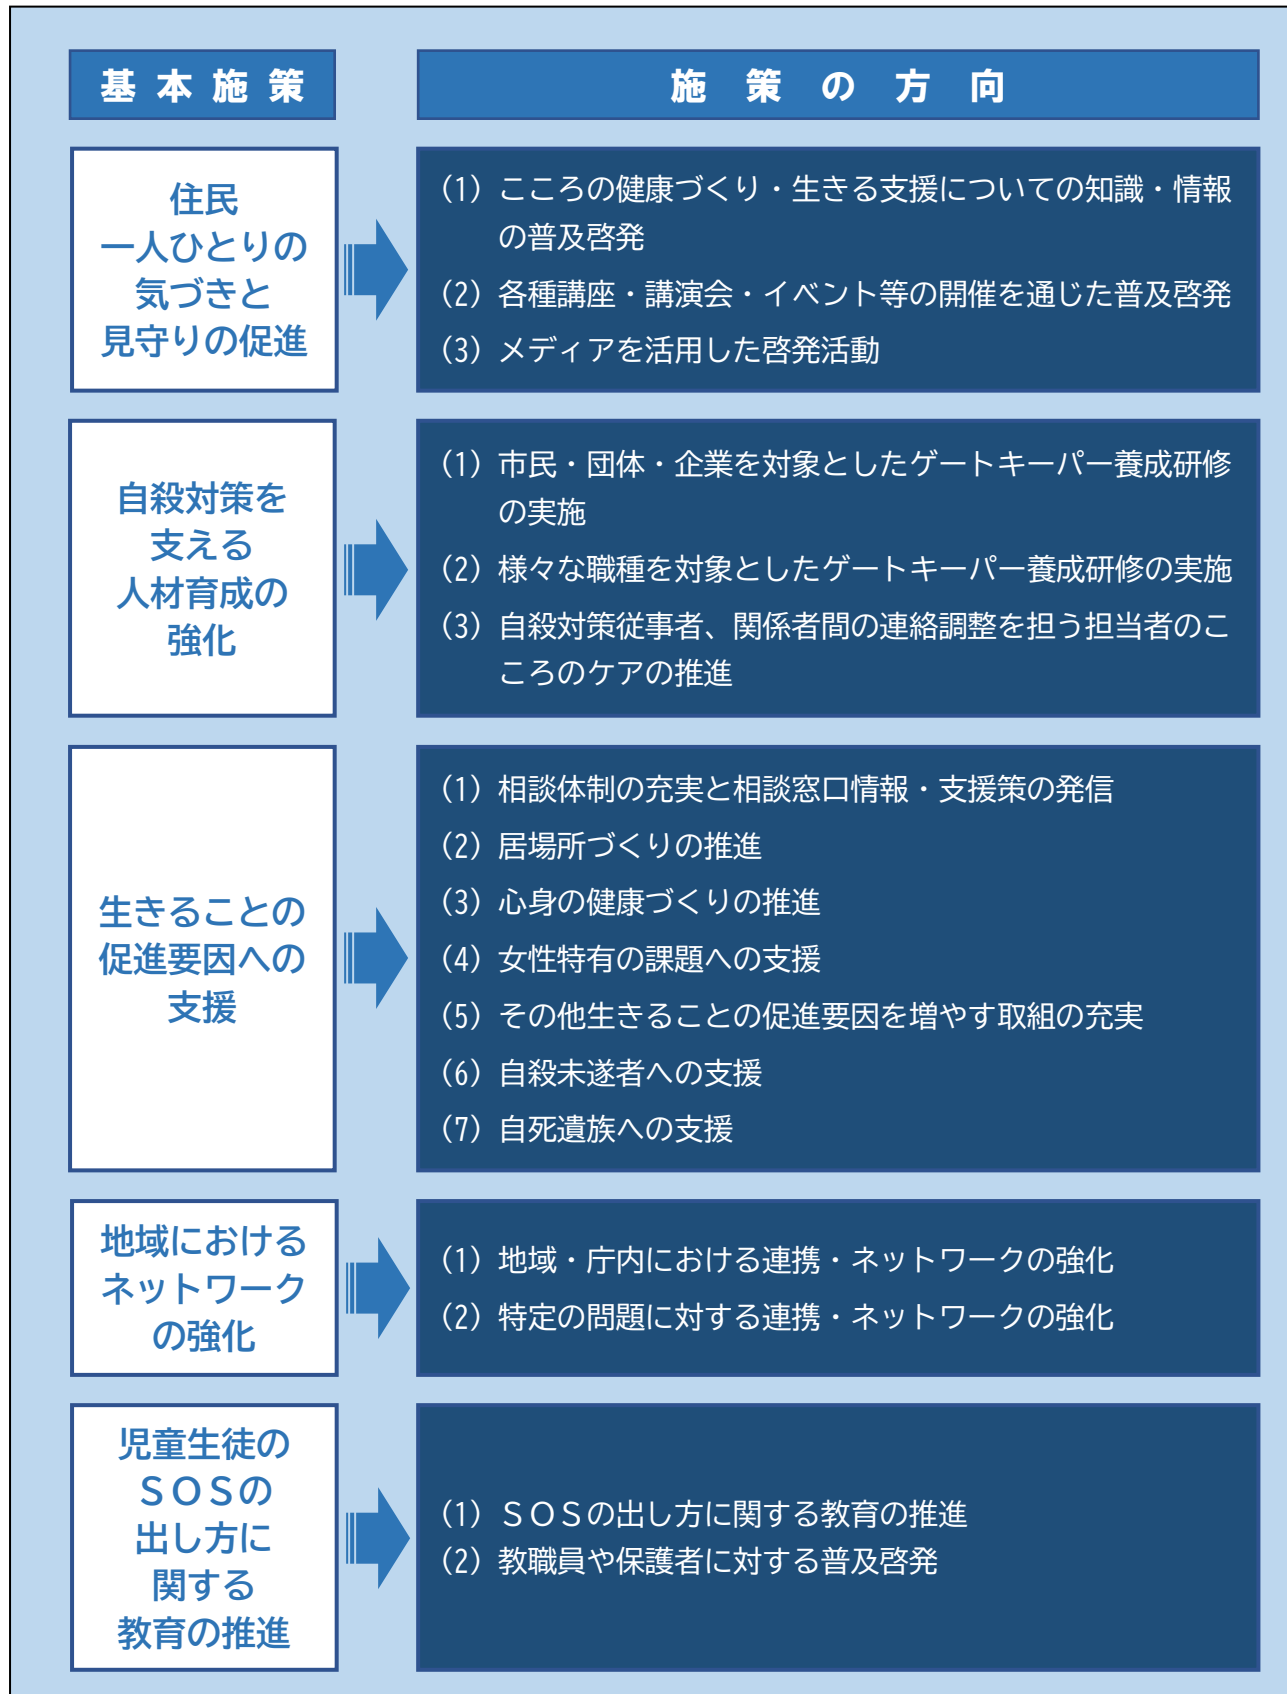 基本施策
施策の方向
住民
一人ひとりの
気づきと
見守りの促進
(1) こころの健康づくり・生きる支援についての知識・情報
の普及啓発
(2) 各種講座・講演会・イベント等の開催を通じた普及啓発
(3) メディアを活用した啓発活動
自殺対策を
支える
人材育成の
強化
(1) 市民・団体・企業を対象としたゲートキーパー養成研修
の実施
(2) 様々な職種を対象としたゲートキーパー養成研修の実施
(3) 自殺対策従事者、関係者間の連絡調整を担う担当者のこ
ころのケアの推進
生きることの
促進要因への
支援
(1) 相談体制の充実と相談窓口情報・支援策の発信
(2) 居場所づくりの推進
(3) 心身の健康づくりの推進
(4) 女性特有の課題への支援
(5) その他生きることの促進要因を増やす取組の充実
(6) 自殺未遂者への支援
(7) 自死遺族への支援
地域における
ネットワーク
の強化
(1) 地域・庁内における連携・ネットワークの強化
(2) 特定の問題に対する連携・ネットワークの強化
児童生徒の
ＳＯＳの
出し方に
関する
教育の推進
(1) ＳＯＳの出し方に関する教育の推進
(2) 教職員や保護者に対する普及啓発